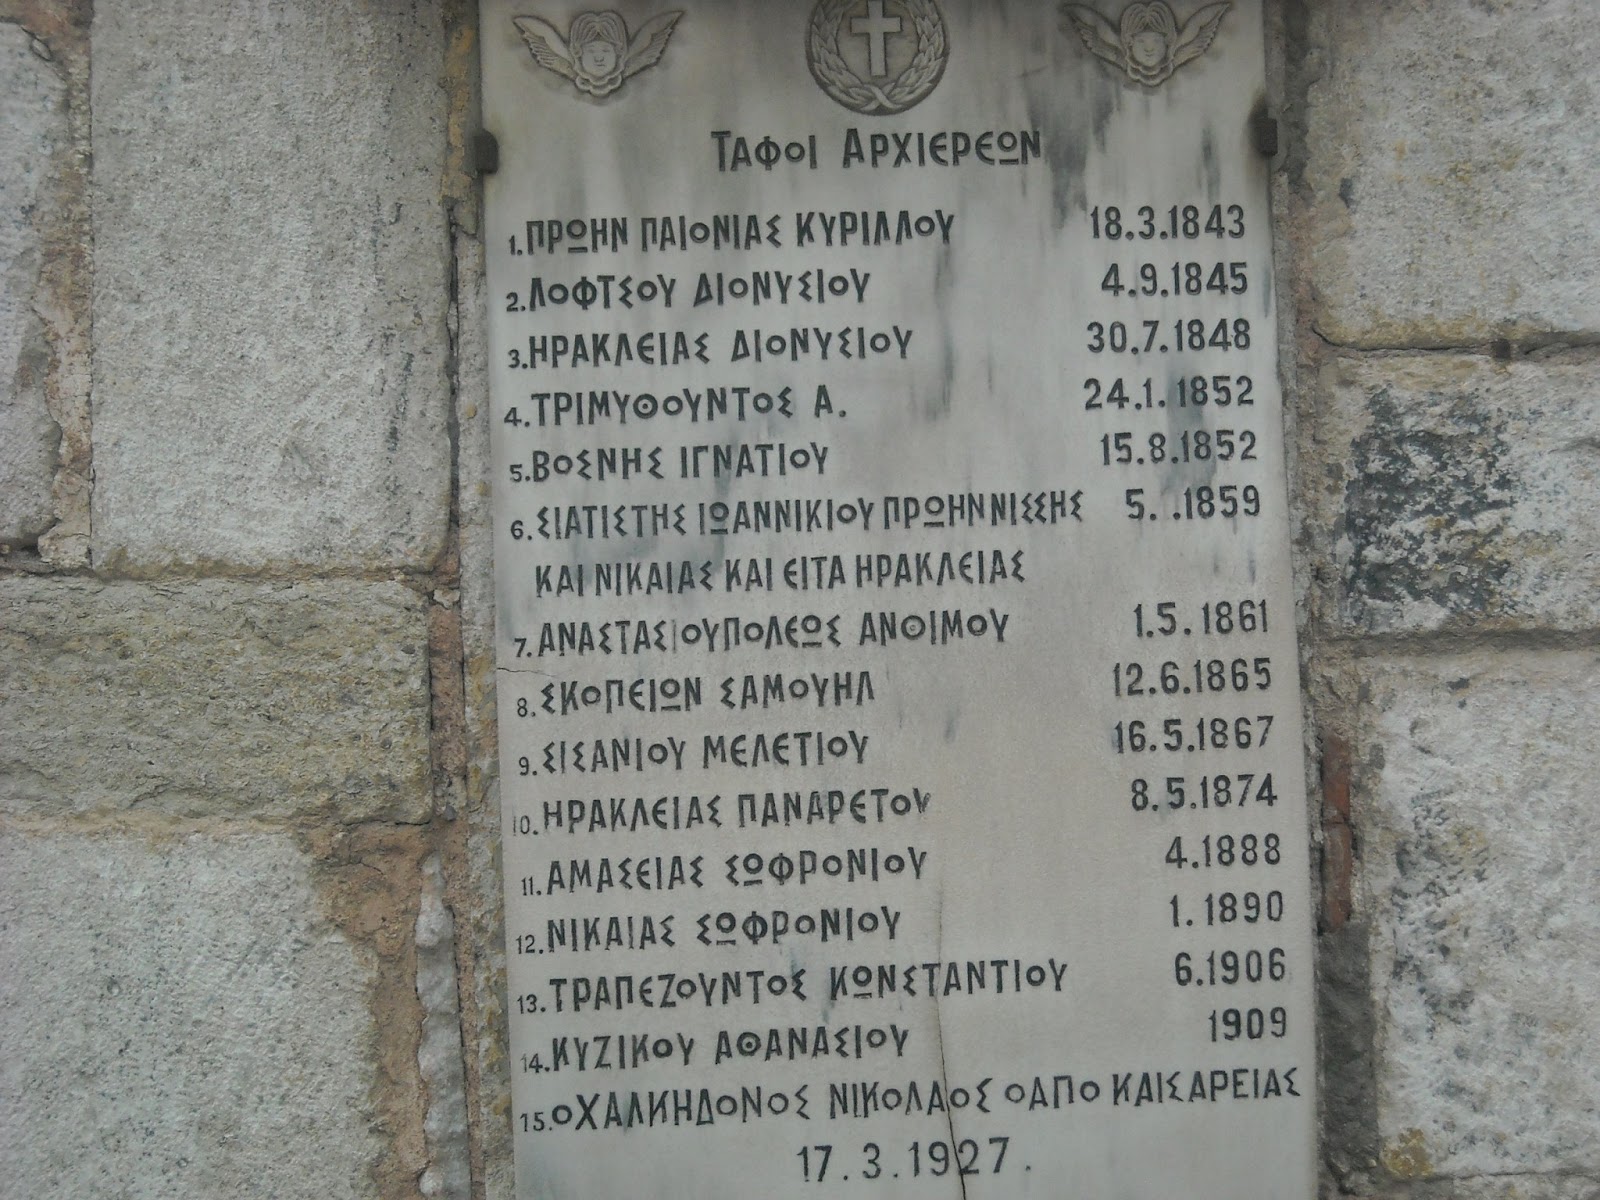 ΤΑΦΟΙ ΑΡΧΙΕΡΕΩΝ
1. ΠΡΩΗΝ ΠΑΙΟΝΙΑΣ ΚΥΡΙΛΛΟΥ 18.3.1843
2. ΛΟΦΤΣΟΥ ΔΙΟΝΥΣΙΟΥ 4.9.1845
3. ΗΡΑΚΛΕΙΑΣ ΔΙΟΝΥΣΙΟΥ 30.7.1848
4. ΤΡΙΜΥΘΟΥΝΤΟΣ Α. 24.1.1852
5. ΒΟΣΝΗΣ ΙΓΝΑΤΙΟΥ 15.8.1852
6. ΣΙΑΤΙΣΤΗΣ ΙΩΑΝΝΙΚΙΟΥ ΠΡΩΗΝ ΝΙΣΣΗΣ 5. .1859
ΚΑΙ ΝΙΚΑΙΑΣ ΚΑΙ ΕΙΤΑ ΗΡΑΚΛΕΙΑΣ
7. ΑΝΑΣΤΑΣΙΟΥΠΟΛΕΩΣ ΑΝΘΙΜΟΥ 1.5.1861
8. ΣΚΟΠΕΙΩΝ ΣΑΜΟΥΗΛ 12.6.1865
9. ΣΙΣΑΝΙΟΥ ΜΕΛΕΤΙΟΥ 16.5.1867
10. ΗΡΑΚΛΕΙΑΣ ΠΑΝΑΡΕΤΟΥ 8.5.1874
11. ΑΜΑΣΕΙΑΣ ΣΩΦΡΟΝΙΟΥ 4.1888
12. ΝΙΚΑΙΑΣ ΣΩΦΡΟΝΙΟΥ 1.1890
13. ΤΡΑΠΕΖΟΥΝΤΟΣ ΚΩΝΣΤΑΝΤΙΟΥ 6.1906
14. ΚΥΖΙΚΟΥ ΑΘΑΝΑΣΙΟΥ 1909
15. Ο ΧΑΛΚΗΔΟΝΟΣ ΝΙΚΟΛΑΟΣ Ο ΑΠΟ ΚΑΙΣΑΡΕΙΑΣ
17.3.1927.